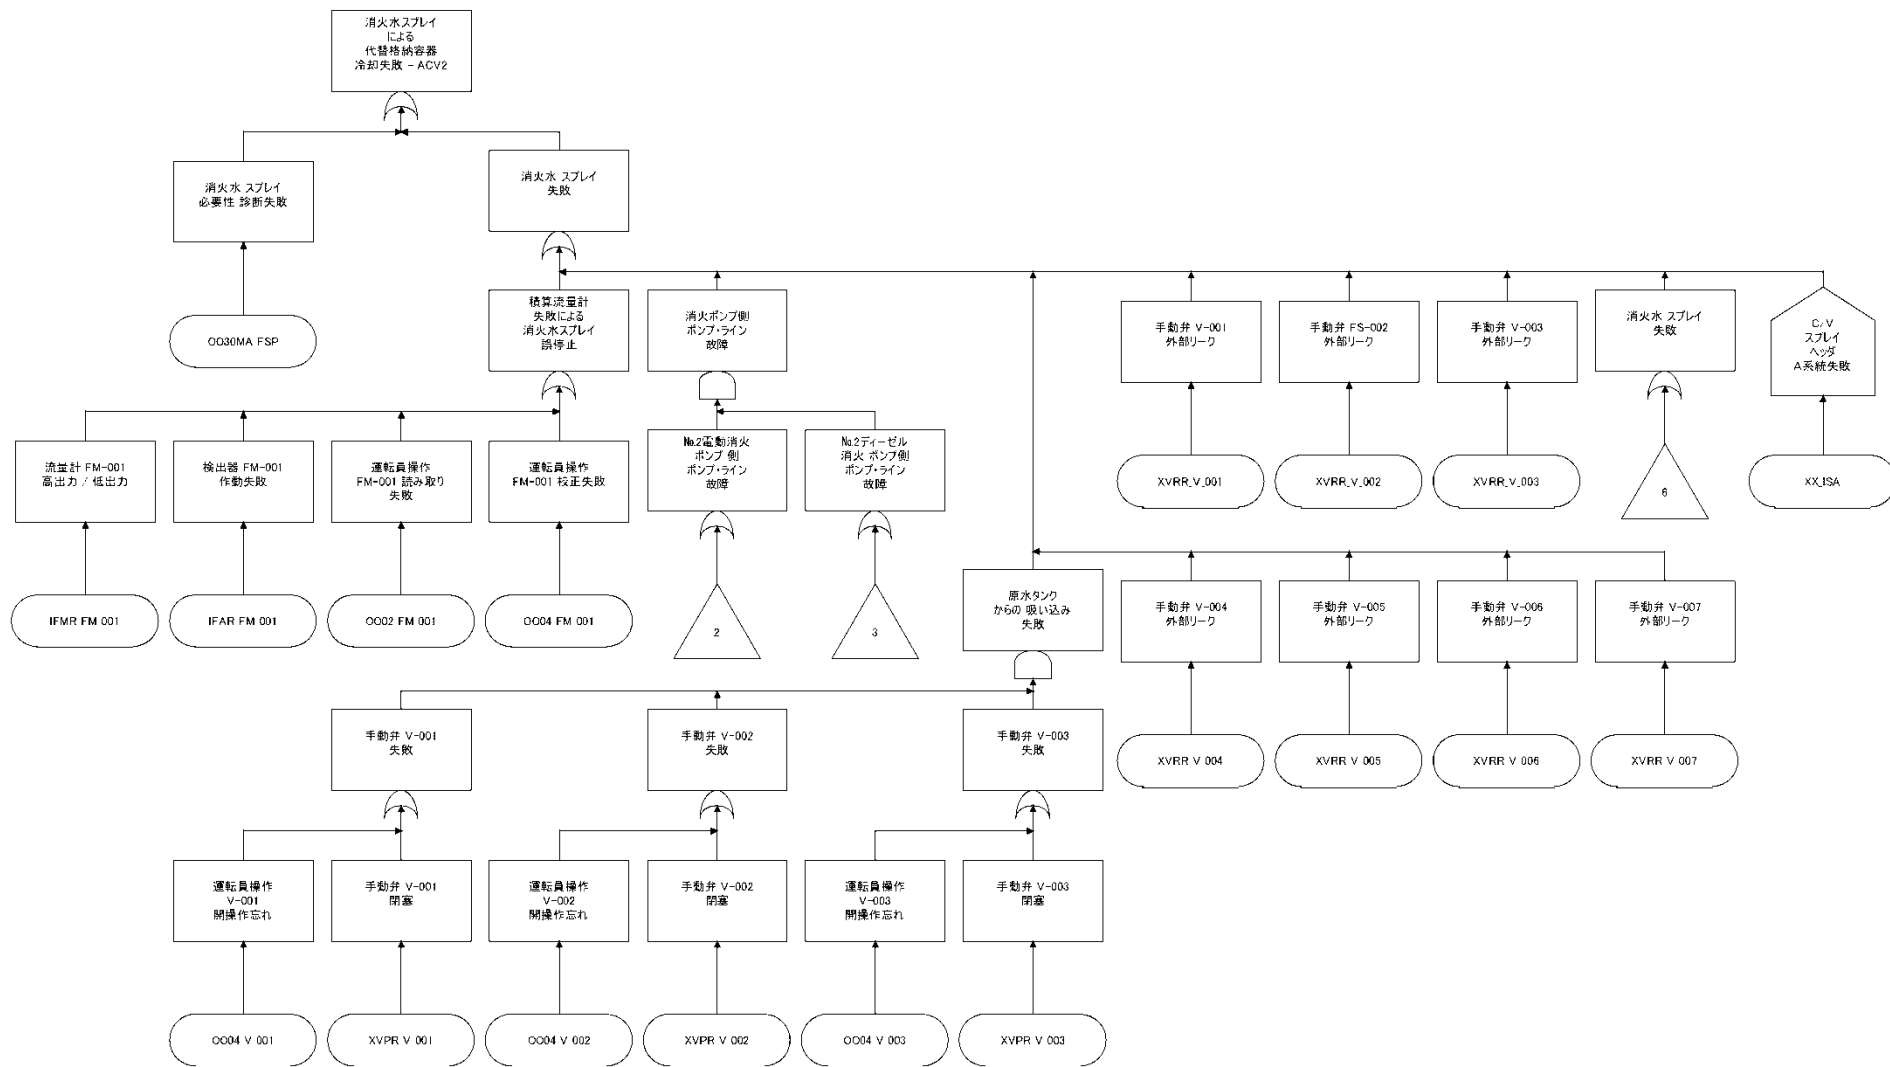 消火水スプレイ
による
代替格納容器
冷却失敗 - ACV2
消火水 スプレイ
必要性 診断失敗
消火水 スプレイ
失敗
OO30MA FSP
積算流量計
失敗による
消火水スプレイ
誤停止
消火ポンプ側
ポンプ・ライン
故障
手動弁 V-001
外部リーク
手動弁 FS-002
外部リーク
手動弁 V-003
外部リーク
消火水 スプレイ
失敗
C/V
スプレイ
ヘッダ
A系統失敗
流量計 FM-001
高出力 / 低出力
検出器 FM-001
作動失敗
運転員操作
FM-001 読み取り
失敗
運転員操作
FM-001 校正失敗
No.2電動消火
ポンプ 側
ポンプ・ライン
故障
No.2ディーゼル
消火 ポンプ側
ポンプ・ライン
故障
XVRR_V_001
XVRR_V_002
XVRR_V_003
6
XX_ISA
IFMR FM 001
IFAR FM 001
OO02 FM 001
OO04 FM 001
2
3
原水タンク
からの 吸い込み
失敗
手動弁 V-004
外部リーク
手動弁 V-005
外部リーク
手動弁 V-006
外部リーク
手動弁 V-007
外部リーク
手動弁 V-001
失敗
手動弁 V-002
失敗
手動弁 V-003
失敗
XVRR V 004
XVRR V 005
XVRR V 006
XVRR V 007
運転員操作
V-001
開操作忘れ
手動弁 V-001
閉塞
運転員操作
V-002
開操作忘れ
手動弁 V-002
閉塞
運転員操作
V-003
開操作忘れ
手動弁 V-003
閉塞
OO04 V 001
XVPR V 001
OO04 V 002
XVPR V 002
OO04 V 003
XVPR V 003